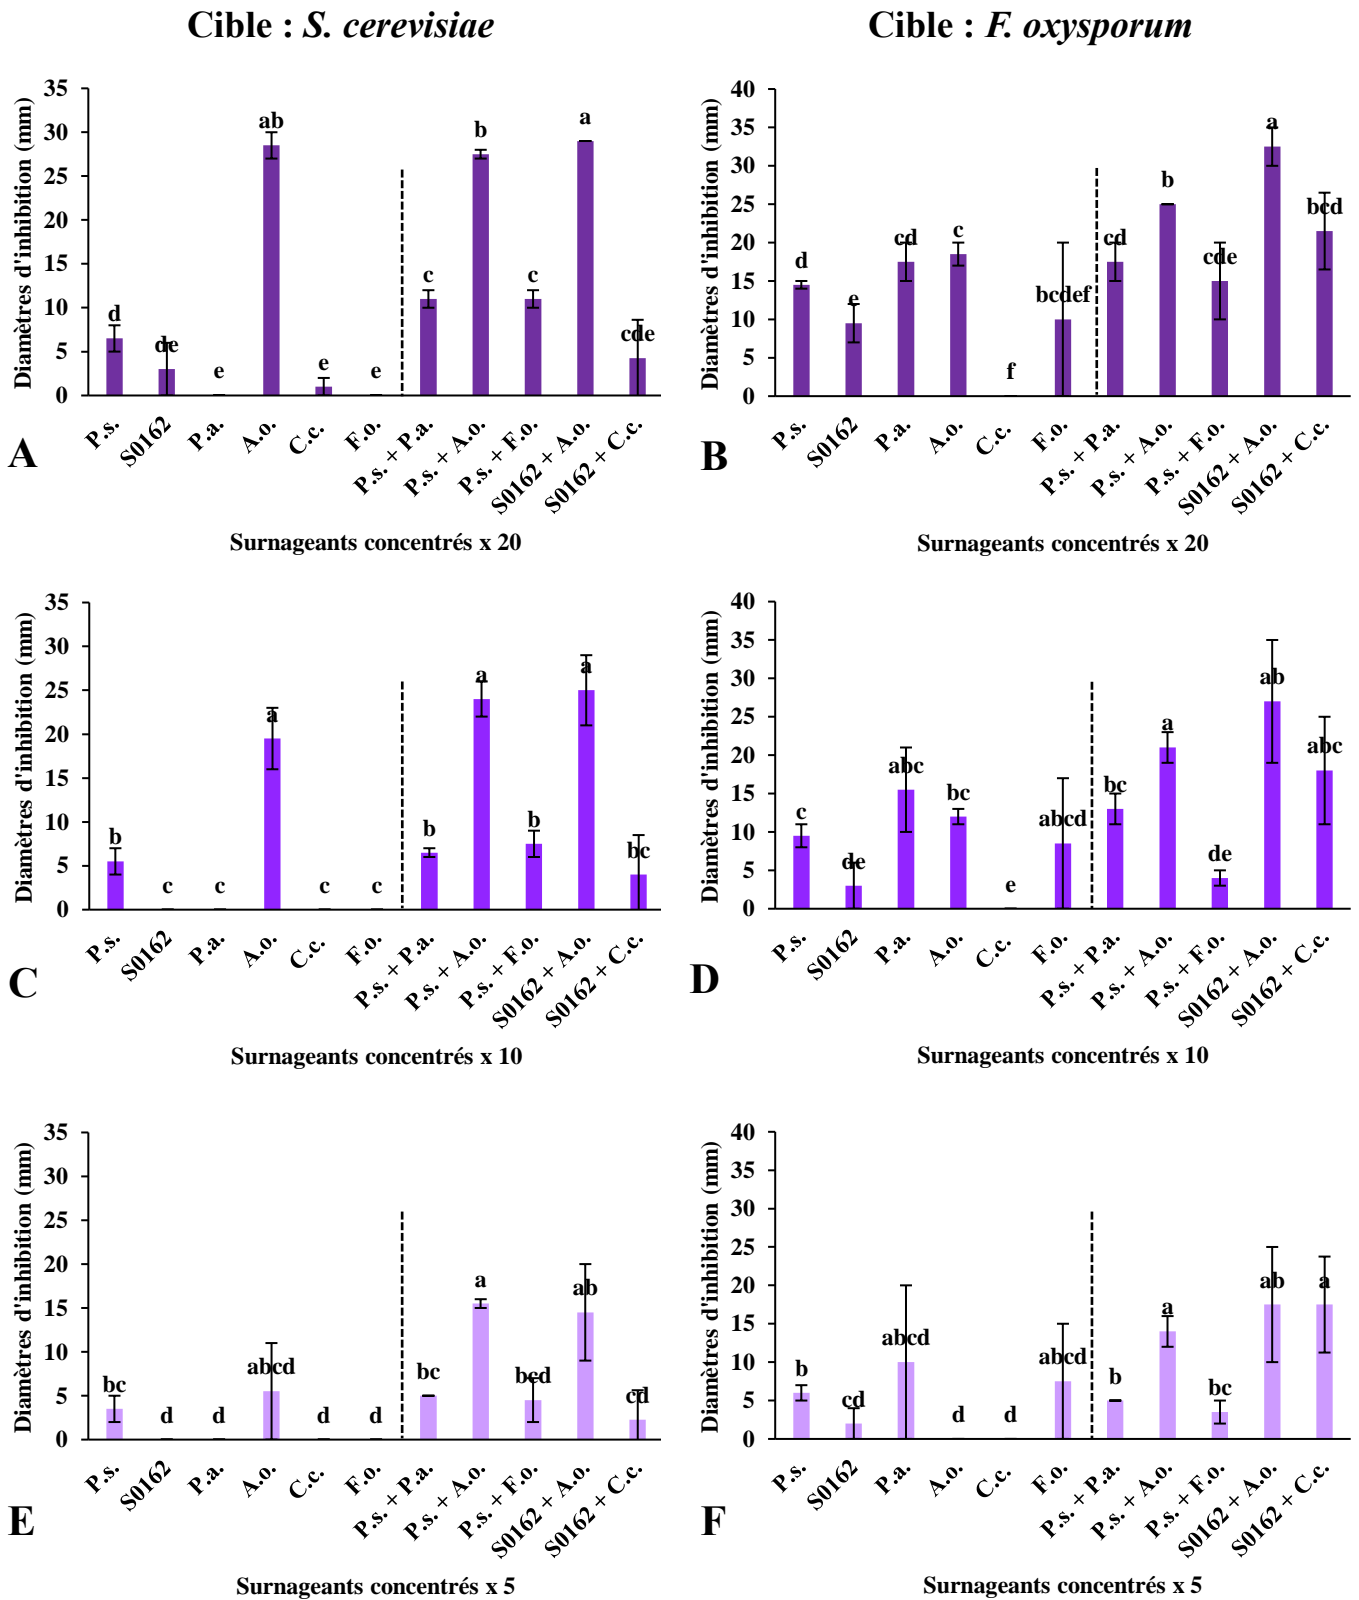 Cible : S. cerevisiae
Cible : F. oxysporum
Diamètres d'inhibition (mm)
35
30
25
20
15
10
5
0
d
de
e
ab
e
e
c
b
c
a
cde
P.s.
S0162
P.a.
A.o.
C.c.
F.o.
P.s. + P.a.
P.s. + A.o.
P.s. + F.o.
S0162 + A.o.
S0162 + C.c.
A
Surnageants concentrés x 20
Diamètres d'inhibition (mm)
40
35
30
25
20
15
10
5
0
d
e
cd
c
f
bcdef
cd
b
cde
a
bcd
P.s.
S0162
P.a.
A.o.
C.c.
F.o.
P.s. + P.a.
P.s. + A.o.
P.s. + F.o.
S0162 + A.o.
S0162 + C.c.
B
Surnageants concentrés x 20
Diamètres d'inhibition (mm)
35
30
25
20
15
10
5
0
b
c
c
a
c
c
b
a
b
a
bc
P.s.
S0162
P.a.
A.o.
C.c.
F.o.
P.s. + P.a.
P.s. + A.o.
P.s. + F.o.
S0162 + A.o.
S0162 + C.c.
C
Surnageants concentrés x 10
Diamètres d'inhibition (mm)
40
35
30
25
20
15
10
5
0
c
de
abc
bc
e
abcd
bc
a
de
ab
abc
P.s.
S0162
P.a.
A.o.
C.c.
F.o.
P.s. + P.a.
P.s. + A.o.
P.s. + F.o.
S0162 + A.o.
S0162 + C.c.
D
Surnageants concentrés x 10
Diamètres d'inhibition (mm)
35
30
25
20
15
10
5
0
bc
d
d
abcd
d
d
bc
a
bcd
ab
cd
P.s.
S0162
P.a.
A.o.
C.c.
F.o.
P.s. + P.a.
P.s. + A.o.
P.s. + F.o.
S0162 + A.o.
S0162 + C.c.
E
Surnageants concentrés x 5
Diamètres d'inhibition (mm)
40
35
30
25
20
15
10
5
0
b
cd
abcd
d
d
abcd
b
a
bc
ab
a
P.s.
S0162
P.a.
A.o.
C.c.
F.o.
P.s. + P.a.
P.s. + A.o.
P.s. + F.o.
S0162 + A.o.
S0162 + C.c.
F
Surnageants concentrés x 5